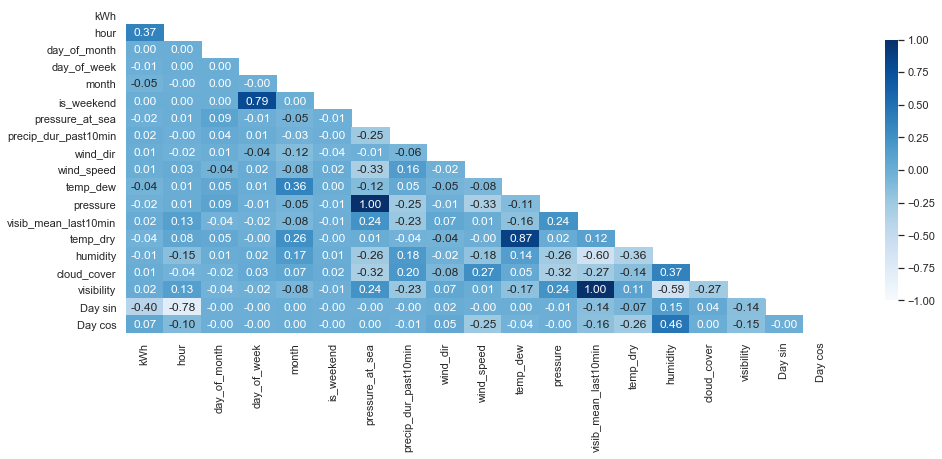 kWh
hour 0.37
day_of_month 0.00 0.00
day_of_week -0.01 0.00 0.00
month -0.05 -0.00 0.00 -0.00
is_weekend 0.00 0.00 0.00 0.79 0.00
pressure_at_sea -0.02 0.01 0.09 -0.01 -0.05 -0.01
precip_dur_past10min 0.02 -0.00 0.04 0.01 -0.03 -0.00 -0.25
wind_dir 0.01 -0.02 0.01 -0.04 -0.12 -0.04 -0.01 -0.06
wind_speed 0.01 0.03 -0.04 0.02 -0.08 0.02 -0.33 0.16 -0.02
temp_dew -0.04 0.01 0.05 0.01 0.36 0.00 -0.12 0.05 -0.05 -0.08
pressure -0.02 0.01 0.09 -0.01 -0.05 -0.01 1.00 -0.25 -0.01 -0.33 -0.11
visib_mean_last10min 0.02 0.13 -0.04 -0.02 -0.08 -0.01 0.24 -0.23 0.07 0.01 -0.16 0.24
temp_dry -0.04 0.08 0.05 -0.00 0.26 -0.00 0.01 -0.04 -0.04 -0.00 0.87 0.02 0.12
humidity -0.01 -0.15 0.01 0.02 0.17 0.01 -0.26 0.18 -0.02 -0.18 0.14 -0.26 -0.60 -0.36
cloud_cover 0.01 -0.04 -0.02 0.03 0.07 0.02 -0.32 0.20 -0.08 0.27 0.05 -0.32 -0.27 -0.14 0.37
visibility 0.02 0.13 -0.04 -0.02 -0.08 -0.01 0.24 -0.23 0.07 0.01 -0.17 0.24 1.00 0.11 -0.59 -0.27
Day sin -0.40 -0.78 -0.00 -0.00 0.00 -0.00 -0.00 -0.00 0.02 -0.00 0.00 -0.01 -0.14 -0.07 0.15 0.04 -0.14
Day cos 0.07 -0.10 -0.00 -0.00 0.00 -0.00 0.00 -0.01 0.05 -0.25 -0.04 -0.00 -0.16 -0.26 0.46 0.00 -0.15 -0.00
kWh
hour
day_of_month
day_of_week
month
is_weekend
pressure_at_sea
precip_dur_past10min
wind_dir
wind_speed
temp_dew
pressure
visib_mean_last10min
temp_dry
humidity
cloud_cover
visibility
Day sin
Day cos
1.00
0.75
0.50
0.25
0.00
-0.25
-0.50
-0.75
-1.00